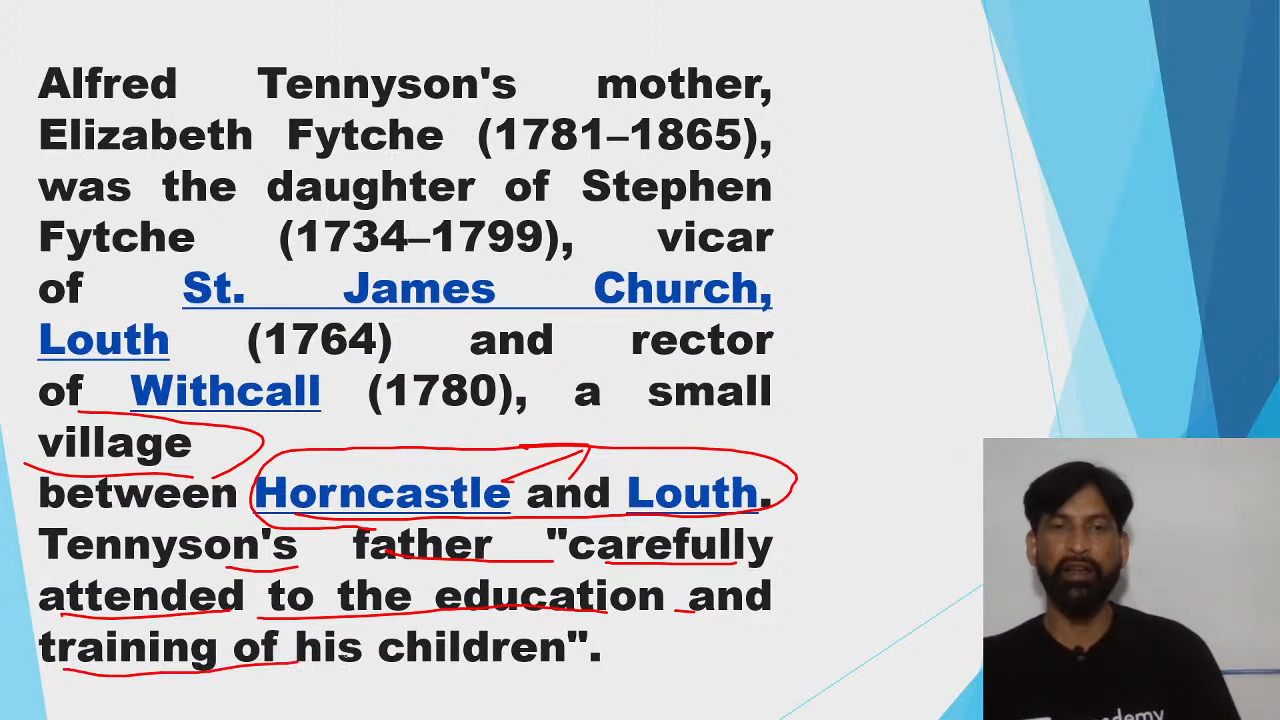 Alfred Tennyson's mother,
Elizabeth Fytche (1781–1865),
was the daughter of Stephen
Fytche (1734–1799), vicar
of St. James Church,
Louth (1764) and rector
of Withcall (1780), a small
village
between Horncastle and Louth.
Tennyson's father "carefully
attended to the education and
training of his children".